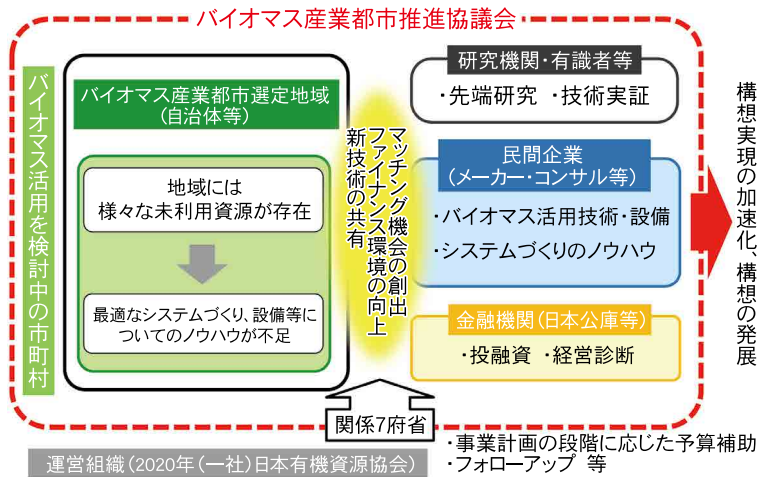 バイオマス産業都市推進協議会
バイオマス活用を検討中の市町村
バイオマス産業都市選定地域
(自治体等)
地域には
様々な未利用資源が存在
最適なシステムづくり、設備等に
ついてのノウハウが不足
マッチング機会の創出
ファイナンス環境の向上
新技術の共有
研究機関・有識者等
・先端研究 ・技術実証
民間企業
(メーカー・コンサル等)
・バイオマス活用技術・設備
・システムづくりのノウハウ
金融機関(日本公庫等)
・投融資 ・経営診断
構想実現の加速化、構想の発展
関係7府省
・事業計画の段階に応じた予算補助
・フォローアップ 等
運営組織(2020年(一社)日本有機資源協会)